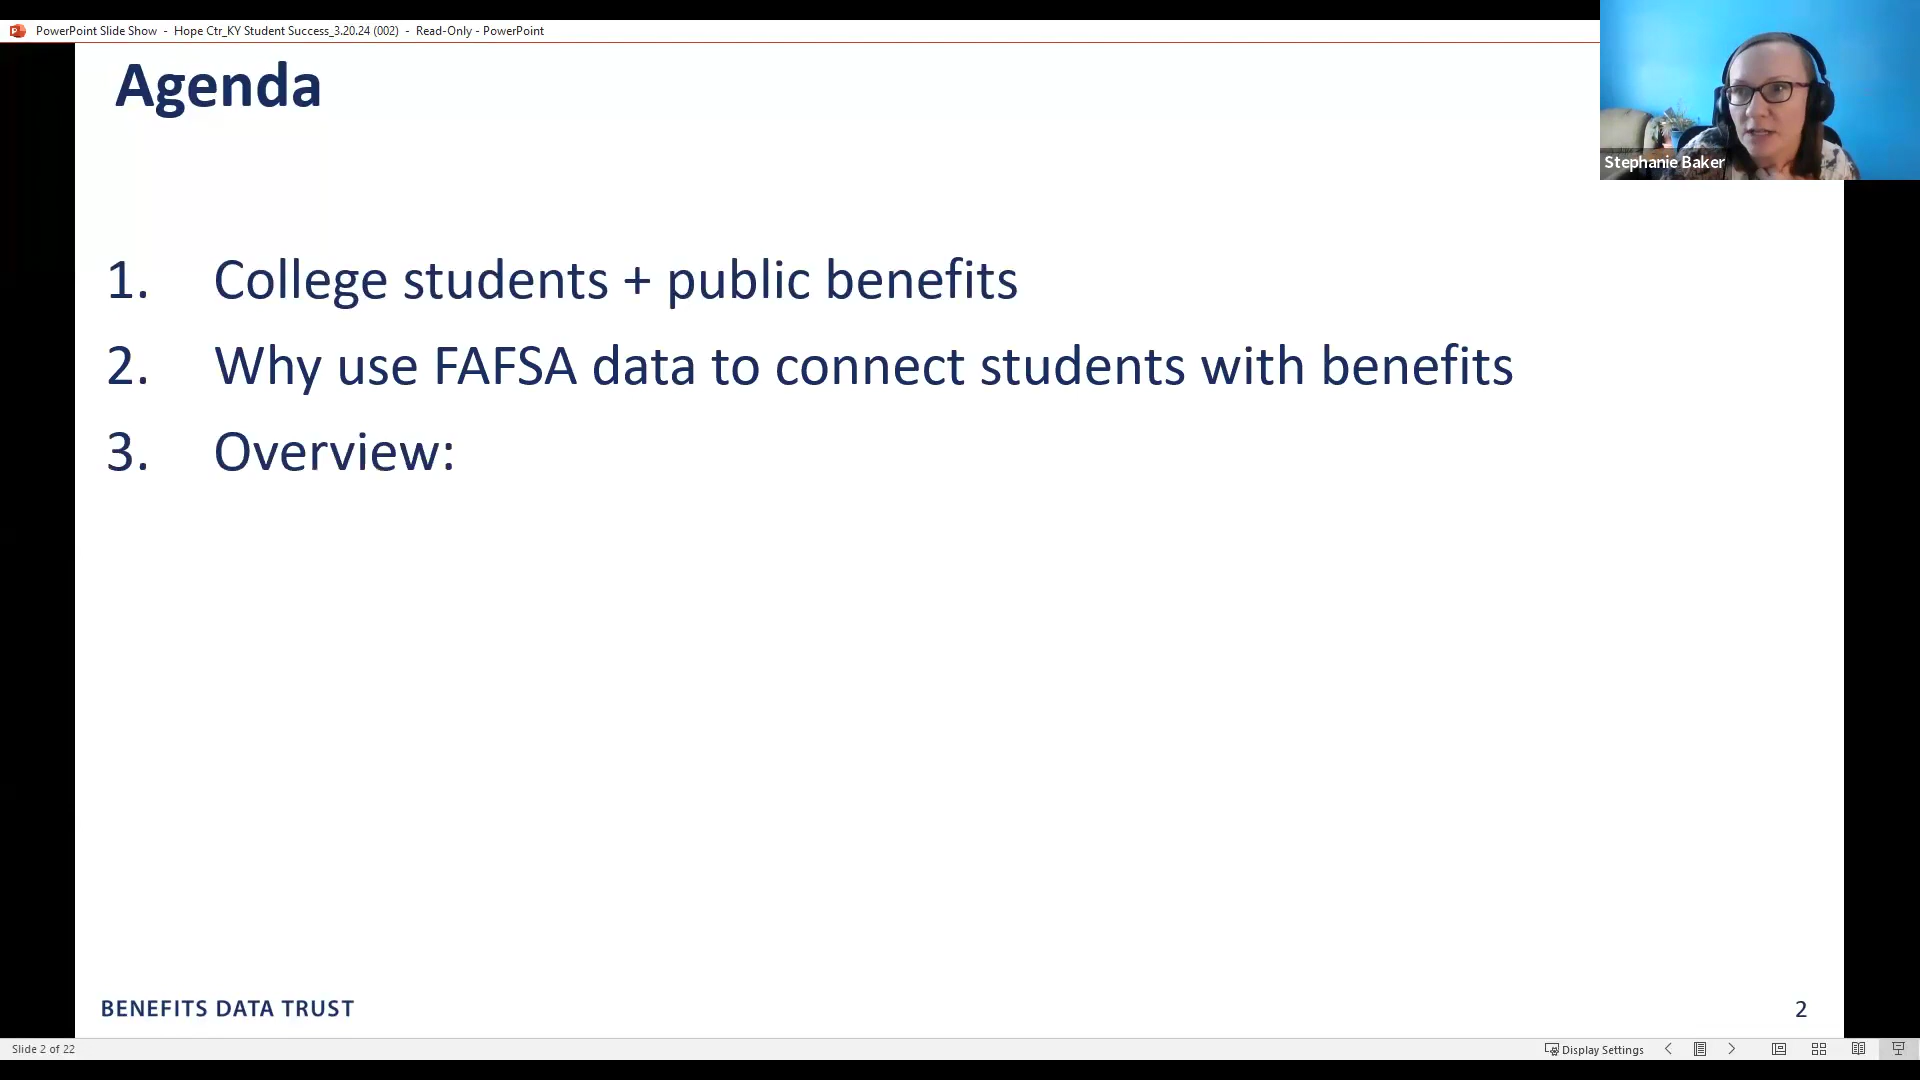 PowerPoint Slide Show - Hope Ctr_KY Student Success_3.20.24 (002) - Read-Only - PowerPoint
Agenda
Stephanie Baker
1. College students + public benefits
2. Why use FAFSA data to connect students with benefits
3. Overview:
BENEFITS DATA TRUST
2
Slide 2 of 22
Display Settings